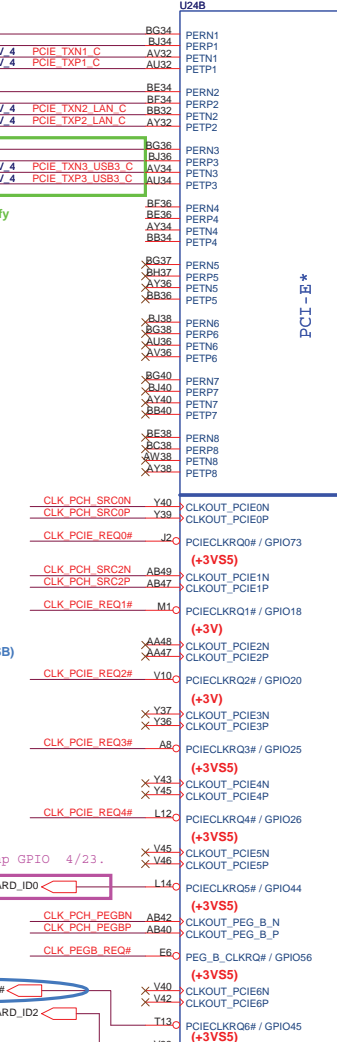 U24B
BG34 PERN1
BJ34 PERP1
V_4 PCIE_TXN1_C AV32 PETN1
V_4 PCIE_TXP1_C AU32 PETP1
BE34 PERN2
BF34 PERP2
V_4 PCIE_TXN2_LAN_C BB32 PETN2
V_4 PCIE_TXP2_LAN_C AY32 PETP2
BG36 PERN3
BJ36 PERP3
V_4 PCIE_TXN3_USB3_C AV34 PETN3
V_4 PCIE_TXP3_USB3_C AU34 PETP3
fy
BF36 PERN4
BE36 PERP4
AY34 PETN4
BB34 PETP4
BG37 PERN5
BH37 PERP5
AY36 PETN5
BB36 PETP5
PCI-E*
BJ38 PERN6
BG38 PERP6
AU36 PETN6
AV36 PETP6
BG40 PERN7
BJ40 PERP7
AY40 PETN7
BB40 PETP7
BE38 PERN8
BC38 PERP8
AW38 PETN8
AY38 PETP8
CLK_PCH_SRC0N Y40 CLKOUT_PCIE0N
CLK_PCH_SRC0P Y39 CLKOUT_PCIE0P
CLK_PCIE_REQ0# J2 PCIECLKRQ0# / GPIO73
(+3VS5)
CLK_PCH_SRC2N AB49 CLKOUT_PCIE1N
CLK_PCH_SRC2P AB47 CLKOUT_PCIE1P
CLK_PCIE_REQ1# M1 PCIECLKRQ1# / GPIO18
(+3V)
SB) AA48 CLKOUT_PCIE2N
AA47 CLKOUT_PCIE2P
CLK_PCIE_REQ2# V10 PCIECLKRQ2# / GPIO20
(+3V)
Y37 CLKOUT_PCIE3N
Y36 CLKOUT_PCIE3P
CLK_PCIE_REQ3# A8 PCIECLKRQ3# / GPIO25
(+3VS5)
Y43 CLKOUT_PCIE4N
Y45 CLKOUT_PCIE4P
CLK_PCIE_REQ4# L12 PCIECLKRQ4# / GPIO26
(+3VS5)
V45 CLKOUT_PCIE5N
p GPIO 4/23. V46 CLKOUT_PCIE5P
ARD_ID0 L14 PCIECLKRQ5# / GPIO44
(+3VS5)
CLK_PCH_PEGBN AB42 CLKOUT_PEG_B_N
CLK_PCH_PEGBP AB40 CLKOUT_PEG_B_P
CLK_PEGB_REQ# E6 PEG_B_CLKRQ# / GPIO56
(+3VS5)
# V40 CLKOUT_PCIE6N
V42 CLKOUT_PCIE6P
ARD_ID2 T13 PCIECLKRQ6# / GPIO45
(+3VS5)